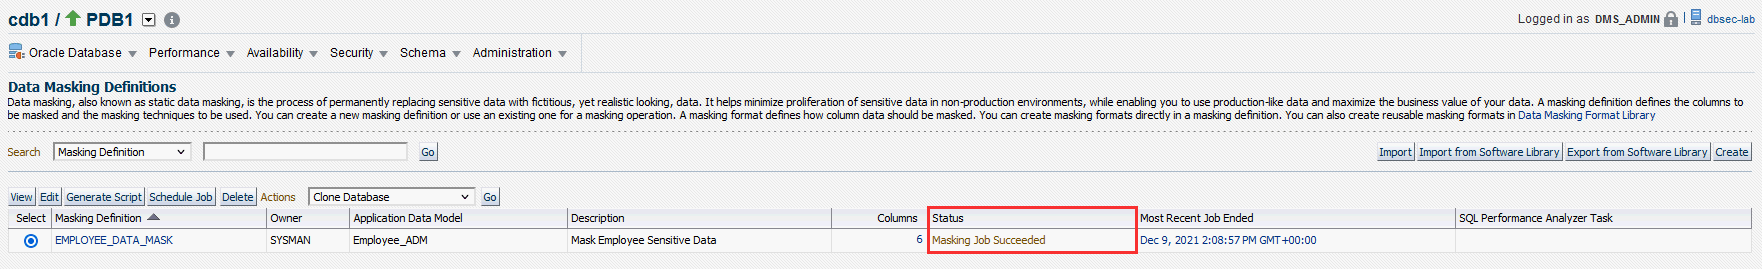 cdb1 / PDB1
Logged in as DMS_ADMIN | dbsec-lab
Oracle Database Performance Availability Security Schema Administration
Data Masking Definitions
Data masking, also known as static data masking, is the process of permanently replacing sensitive data with fictitious, yet realistic looking, data. It helps minimize proliferation of sensitive data in non-production environments, while enabling you to use production-like data and maximize the business value of your data. A masking definition defines the columns to
be masked and the masking techniques to be used. You can create a new masking definition or use an existing one for a masking operation. A masking format defines how column data should be masked. You can create masking formats directly in a masking definition. You can also create reusable masking formats in Data Masking Format Library
Search Masking Definition Go Import Import from Software Library Export from Software Library Create
View Edit Generate Script Schedule Job Delete Actions Clone Database Go
Select Masking Definition Owner Application Data Model Description Columns Status Most Recent Job Ended SQL Performance Analyzer Task
EMPLOYEE_DATA_MASK SYSMAN Employee_ADM Mask Employee Sensitive Data 6 Masking Job Succeeded Dec 9, 2021 2:08:57 PM GMT+00:00